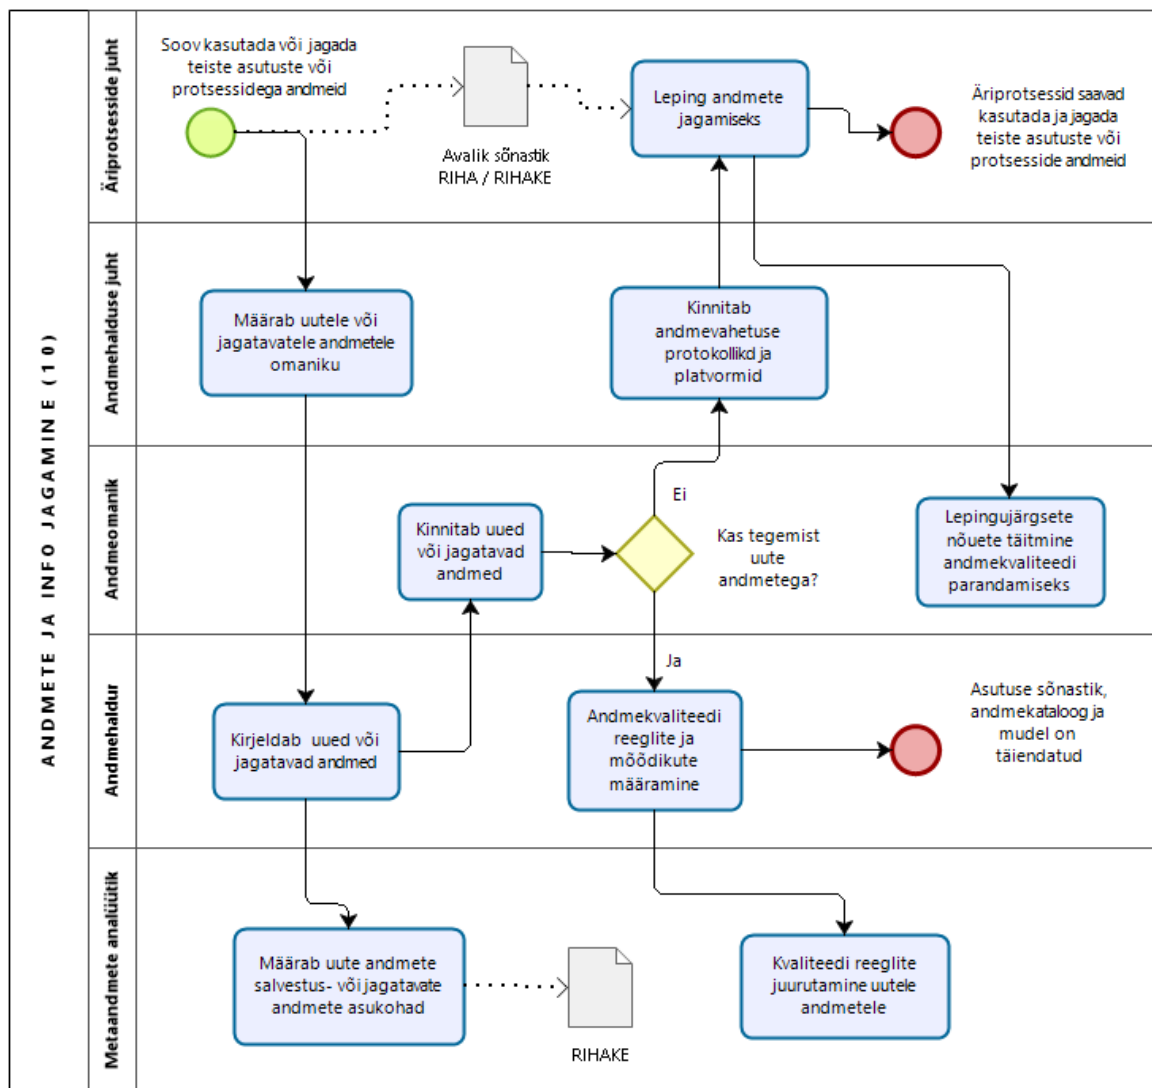 ANDMETE JA INFO JAGAMINE (10)
Äriprotsesside juht
Soov kasutada või jagada
teiste asutuste või
protsessidega andmeid
Avalik sõnastik
RIHA / RIHAKE
Leping andmete
jagamiseks
Äriprotsessid saavad
kasutada ja jagada
teiste asutuste või
protsesside andmeid
Andmehalduse juht
Määrab uutele või
jagatavatele andmetele
omaniku
Kinnitab
andmevahetuse
protokollikd ja
platvormid
Andmeomanik
Kinnitab uued
või jagatavad
andmed
Ei
Kas tegemist
uute
andmetega?
Lepingujärgsete
nõuete täitmine
andmekvaliteedi
parandamiseks
Andmehaldur
Kirjeldab uued või
jagatavad andmed
Ja
Andmekvaliteedi
reeglite ja
mõõdikute
määramine
Asutuse sõnastik,
andmekataloog ja
mudel on
täiendatud
Metaandmete analüütik
Määrab uute andmete
salvestus- või jagatavate
andmete asukohad
RIHAKE
Kvaliteedi reeglite
juurutamine uutele
andmetele